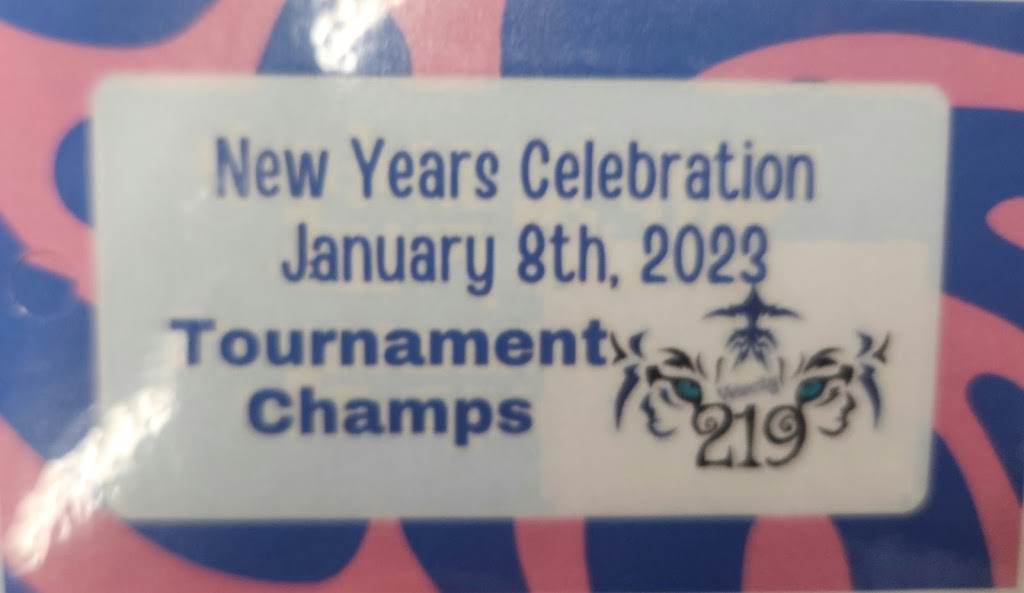 New Years Celebration
January 8th, 2023
Tournament
Champs
219